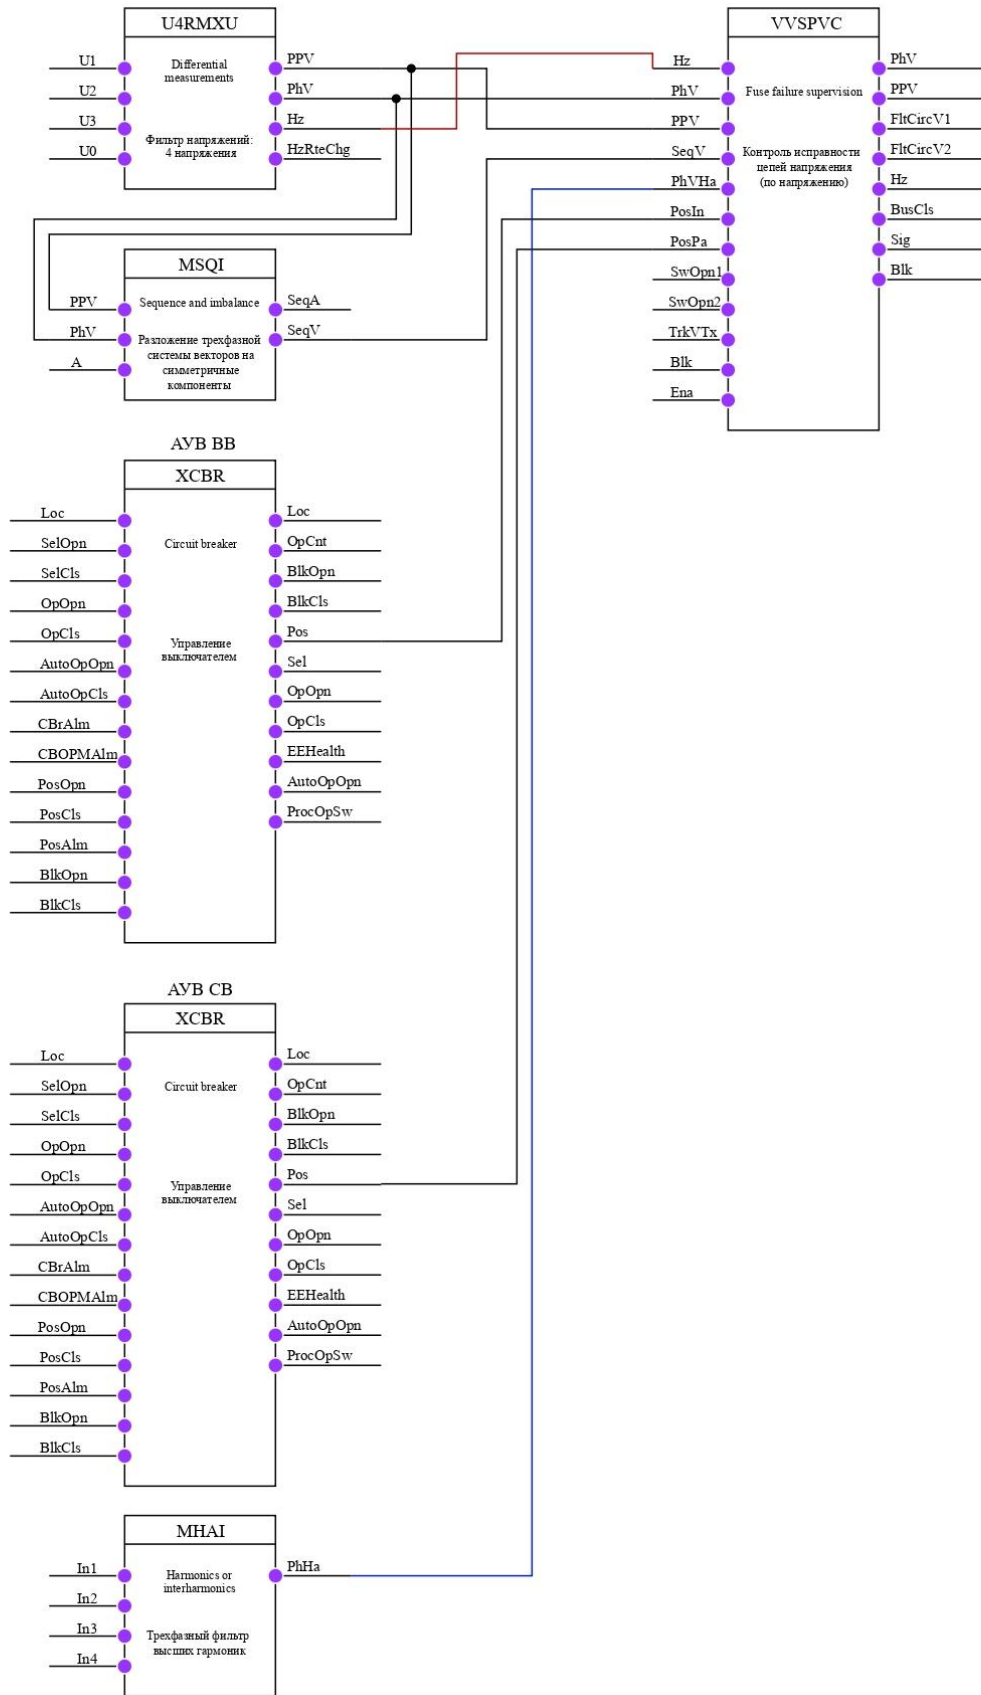 U4RMXU
Differential
measurements
Фильтр напряжений:
4 напряжения
U1
U2
U3
U0
PPV
PhV
Hz
HzRteChg
VVSPVC
Fuse failure supervision
Контроль исправности
цепей напряжения
(по напряжению)
Hz
PhV
PPV
SeqV
PhVHa
PosIn
PosPa
SwOpn1
SwOpn2
TrkVTx
Blk
Ena
PhV
PPV
FltCircV1
FltCircV2
Hz
BusCls
Sig
Blk
MSQI
Sequence and imbalance
Разложение трехфазной
системы векторов на
симметричные
компоненты
PPV
PhV
A
SeqA
SeqV
АУВ ВВ
XCBR
Circuit breaker
Управление
выключателем
Loc
SelOpn
SelCls
OpOpn
OpCls
AutoOpOpn
AutoOpCls
CBrAlm
CBOPMAlm
PosOpn
PosCls
PosAlm
BlkOpn
BlkCls
Loc
OpCnt
BlkOpn
BlkCls
Pos
Sel
OpOpn
OpCls
EEHealth
AutoOpOpn
ProcOpSw
АУВ СВ
XCBR
Circuit breaker
Управление
выключателем
Loc
SelOpn
SelCls
OpOpn
OpCls
AutoOpOpn
AutoOpCls
CBrAlm
CBOPMAlm
PosOpn
PosCls
PosAlm
BlkOpn
BlkCls
Loc
OpCnt
BlkOpn
BlkCls
Pos
Sel
OpOpn
OpCls
EEHealth
AutoOpOpn
ProcOpSw
MHAI
Harmonics or
interharmonics
Трехфазный фильтр
высших гармоник
In1
In2
In3
In4
PhHa